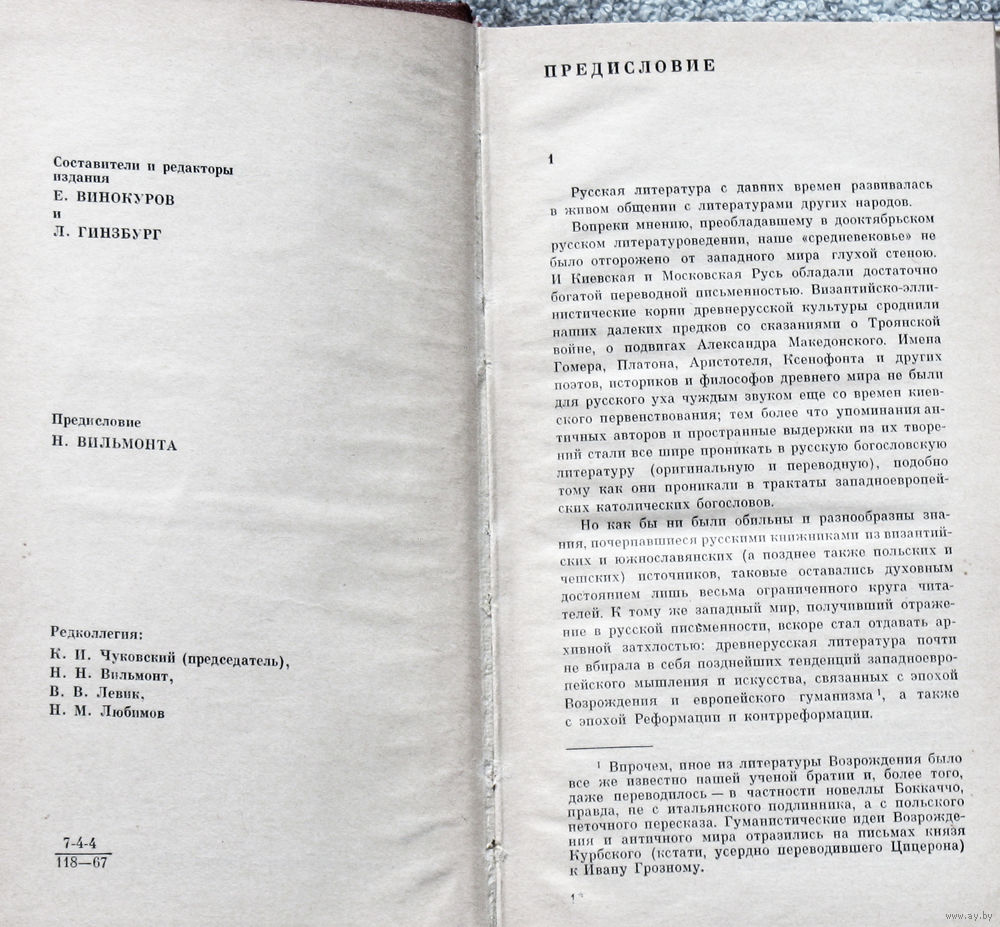 Составители и редакторы
издания
Е. ВИНОКУРОВ
и
Л. ГИНЗБУРГ
Предисловие
Н. ВИЛЬМОНТА
Редколлегия:
К. И. Чуковский (председатель),
Н. Н. Вильмонт,
В. В. Левик,
Н. М. Любимов
7-4-4
118—67
ПРЕДИСЛОВИЕ
1
Русская литература с давних времен развивалась
в живом общении с литературами других народов.
Вопреки мнению, преобладавшему в дооктябрьском
русском литературоведении, наше «средневековье» не
было отгорожено от западного мира глухой стеною.
И Киевская и Московская Русь обладали достаточно
богатой переводной письменностью. Византийско-элли-
нистические корни древнерусской культуры сроднили
наших далеких предков со сказаниями о Троянской
войне, о подвигах Александра Македонского. Имена
Гомера, Платона, Аристотеля, Ксенофонта и других
поэтов, историков и философов древнего мира не были
для русского уха чуждым звуком еще со времен киев-
ского первенствования; тем более что упоминания ан-
тичных авторов и пространные выдержки из их творе-
ний стали все шире проникать в русскую богословскую
литературу (оригинальную и переводную), подобно
тому как они проникали в трактаты западноевропей-
ских католических богословов.
Но как бы ни были обильны и разнообразны зна-
ния, почерпавшиеся русскими книжниками из византий-
ских и южнославянских (а позднее также польских и
чешских) источников, таковые оставались духовным
достоянием лишь весьма ограниченного круга чита-
телей. К тому же западный мир, получивший отраже-
ние в русской письменности, вскоре стал отдавать ар-
хивной затхлостью: древнерусская литература почти
не вбирала в себя позднейших тенденций западноевро-
пейского мышления и искусства, связанных с эпохой
Возрождения и европейского гуманизма¹, а также
с эпохой Реформации и контрреформации.
¹ Впрочем, иное из литературы Возрождения было
все же известно нашей ученой братии и, более того,
даже переводилось — в частности новеллы Боккаччо,
правда, не с итальянского подлинника, а с польского
неточного пересказа. Гуманистические идеи Возрожде-
ния и античного мира отразились на письмах князя
Курбского (кстати, усердно переводившего Цицерона)
к Ивану Грозному.
1
www.ay.by